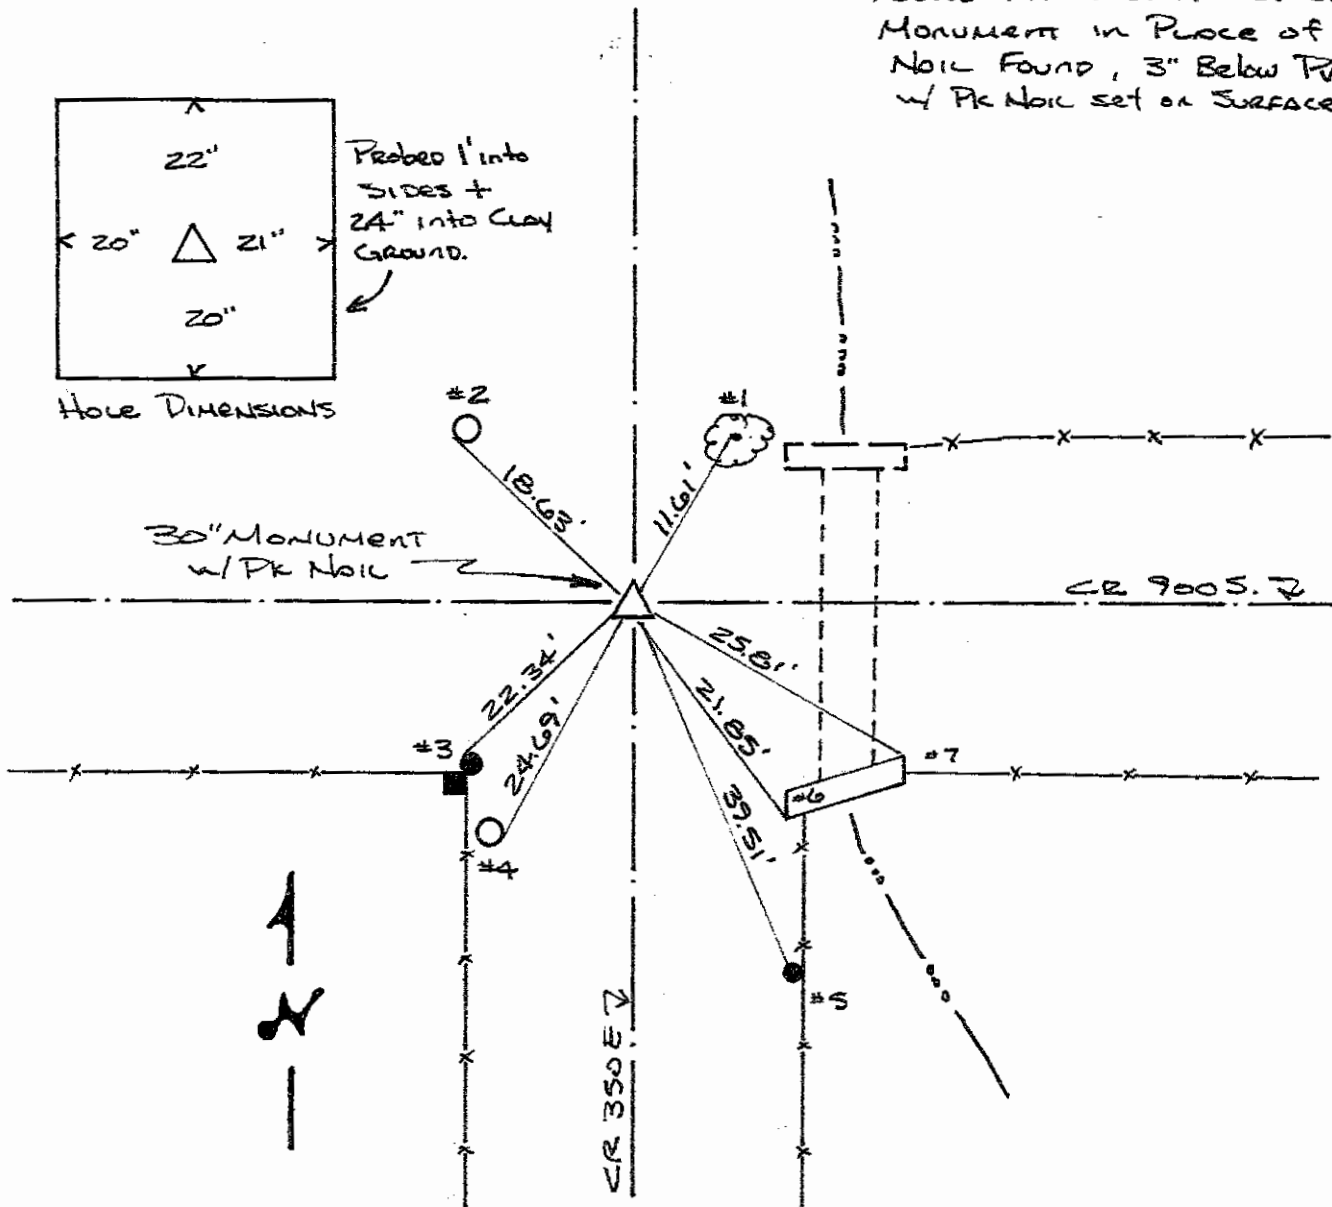 Monument in Place of
Nail Found, 3" Below
w/ PK Nail set on Surface
22"
20" 21"
20"
Probed 1' into
sides +
24" into Clay
Ground.
Hole Dimensions
#2
#1
18.63'
11.61'
30" Monument
w/ PK Nail
CR 900 S.
25.81'
22.34'
21.85'
24.69'
39.51'
#3
#7
#6
#4
#5
N
CR 350 E